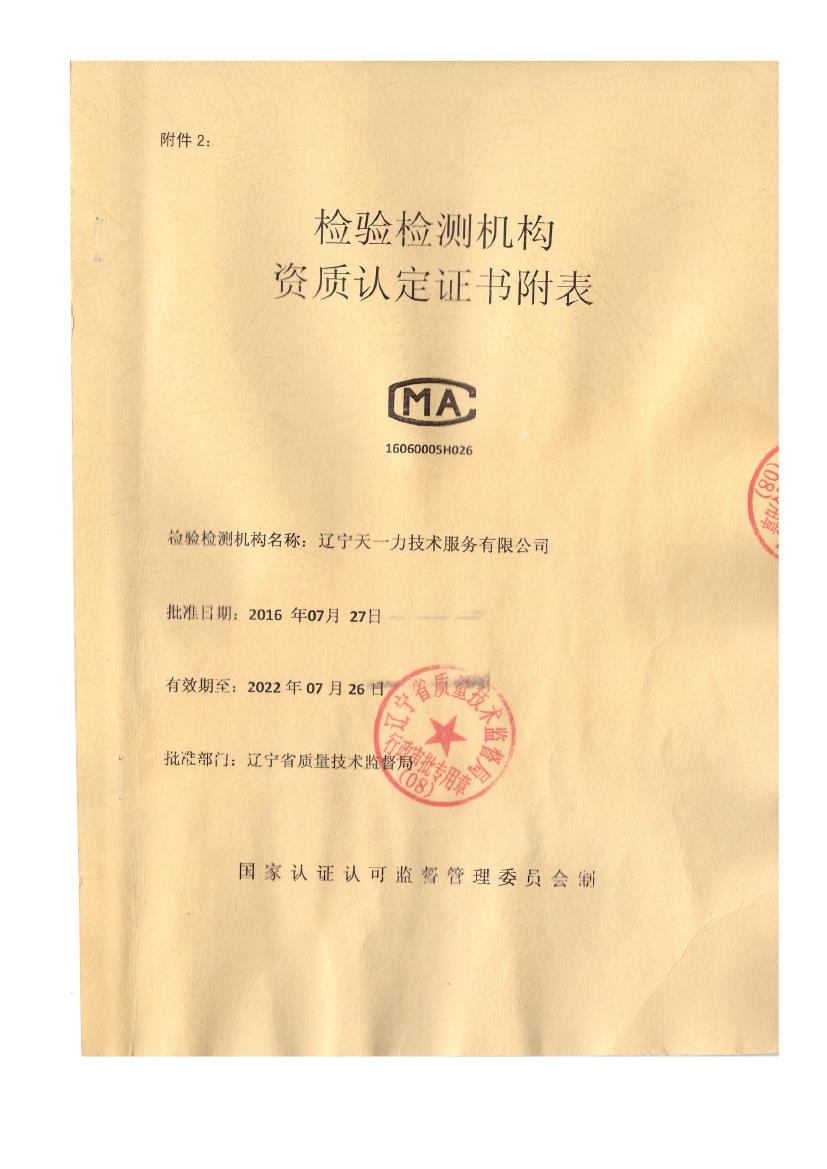 附件 2：
检验检测机构
资质认定证书附表
MA
16060005H026
检验检测机构名称：辽宁天一力技术服务有限公司
批准日期：2016 年07月 27日
有效期至：2022 年 07 月 26 日
批准部门：辽宁省质量技术监督局
辽宁省质量技术监督局
行政审批专用章
(08)
国家认证认可监督管理委员会制
(08)
用章